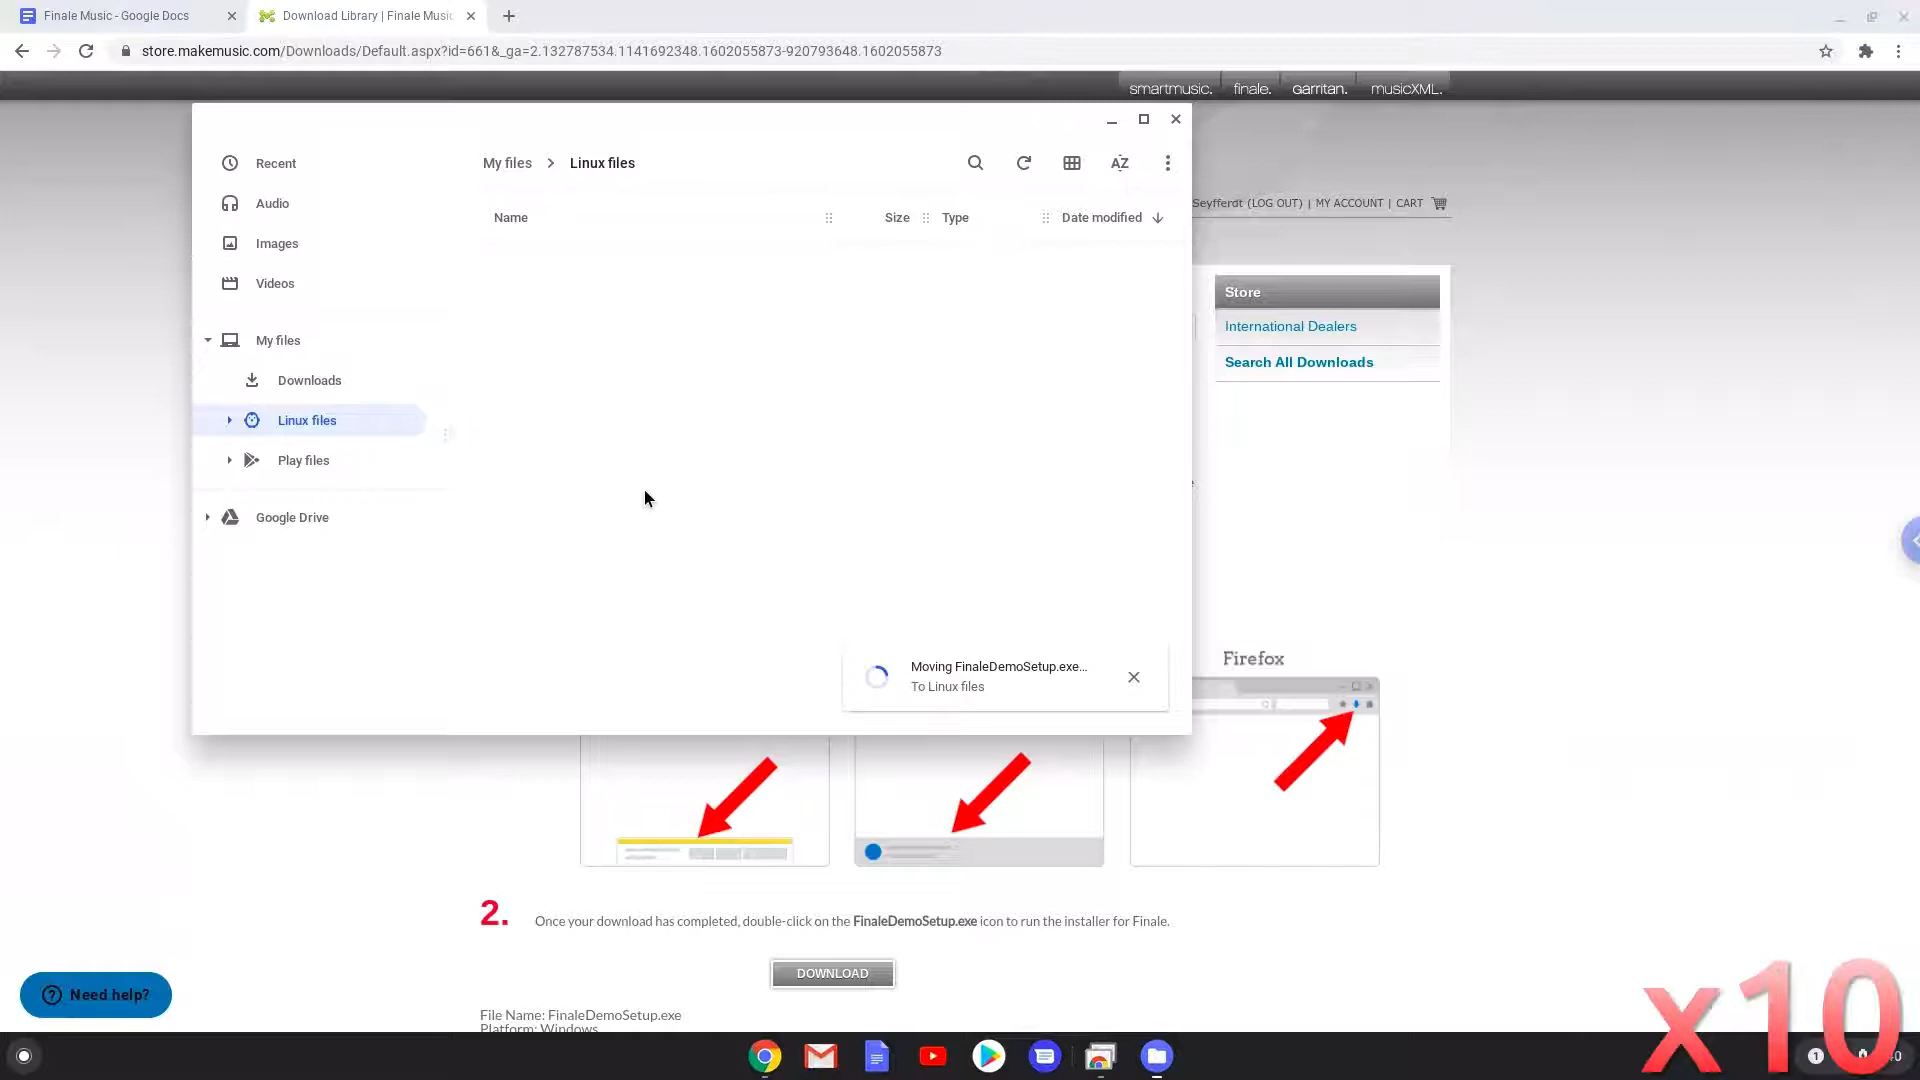 Finale Music - Google Docs
Download Library | Finale Music
store.makemusic.com/Downloads/Default.aspx?id=661&_ga=2.132787534.1141692348.1602055873-920793648.1602055873
smartmusic. finale. Garritan. musicXML.
Recent
My files
Linux files
AZ
Audio
Seyfferdt (LOG OUT) | MY ACCOUNT | CART
Name
Size
Type
Date modified
Images
Videos
Store
International Dealers
My files
Search All Downloads
Downloads
Linux files
Play files
Google Drive
Firefox
Moving FinaleDemoSetup.exe...
To Linux files
2. Once your download has completed, double-click on the FinaleDemoSetup.exe icon to run the installer for Finale.
DOWNLOAD
? Need help?
File Name: FinaleDemoSetup.exe
Platform: Windows
x10
1